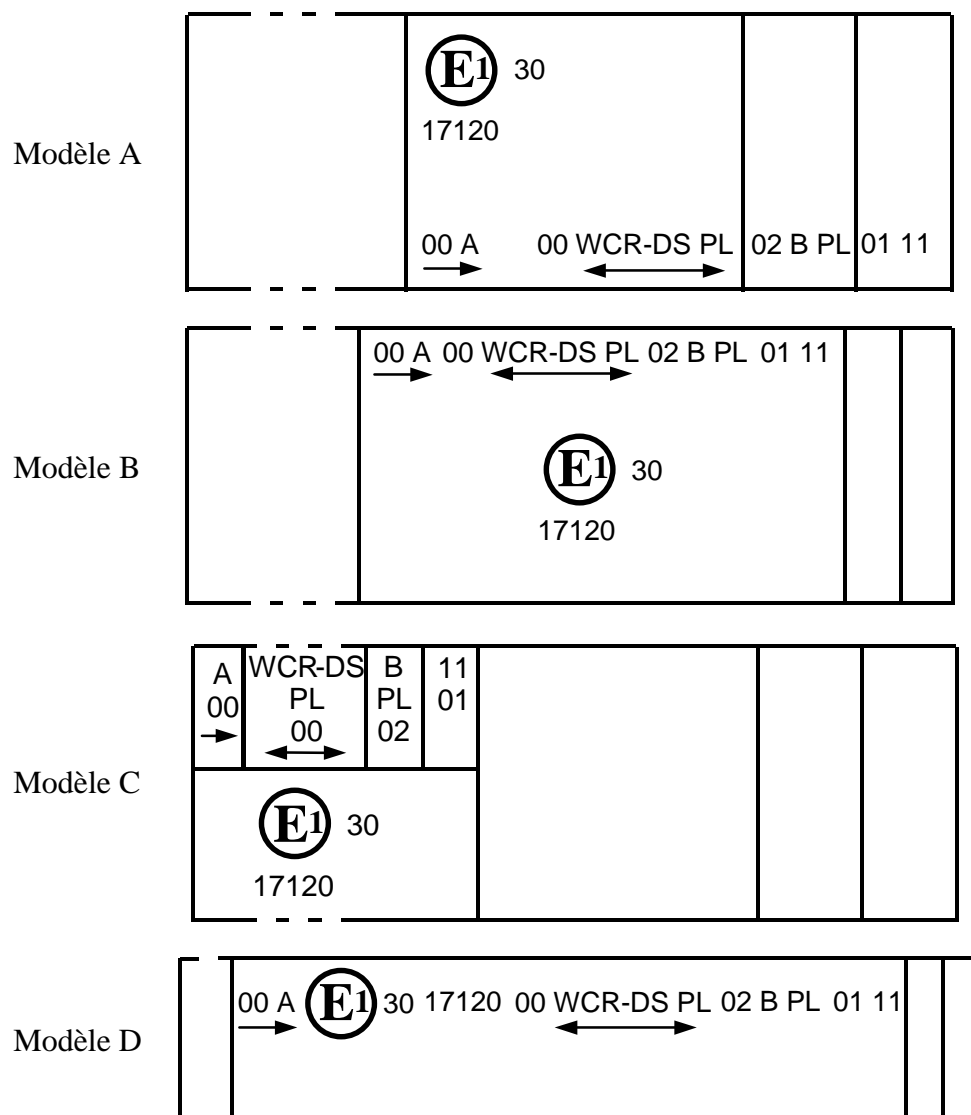 E1 30
17120
Modèle A
00 A 00 WCR-DS PL 02 B PL 01 11
00 A 00 WCR-DS PL 02 B PL 01 11
Modèle B
E1 30
17120
A WCR-DS B 11
00 PL PL 01
00 02
Modèle C
E1 30
17120
00 A E1 30 17120 00 WCR-DS PL 02 B PL 01 11
Modèle D